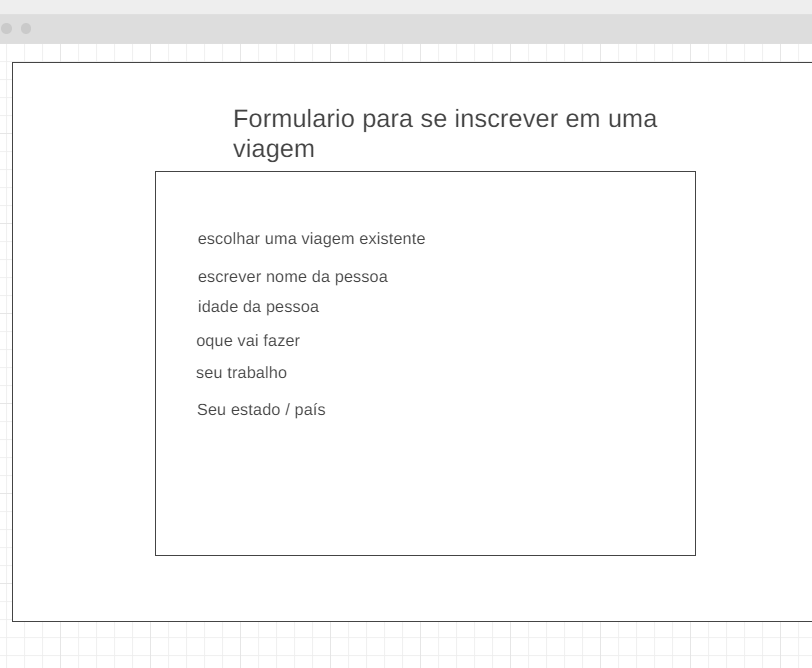 Formulario para se inscrever em uma
viagem
escolhar uma viagem existente
escrever nome da pessoa
idade da pessoa
oque vai fazer
seu trabalho
Seu estado / país